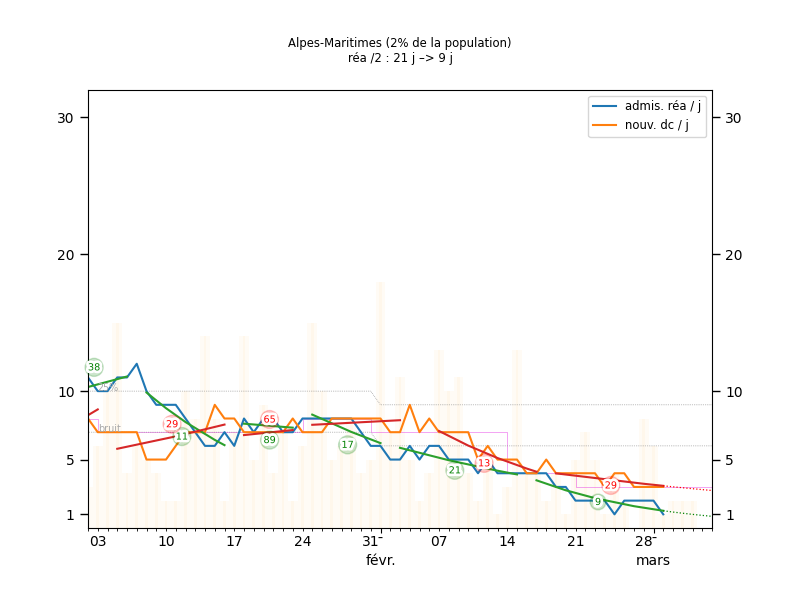 Alpes-Maritimes (2% de la population)
réa /2 : 21 j –> 9 j
admis. réa / j
nouv. dc / j
30 30
20 20
10 10
5 5
1 1
38
25%
bruit
29
11
65
89
17
21
13
29
9
03 10 17 24 31- 07 14 21 28-
févr. mars